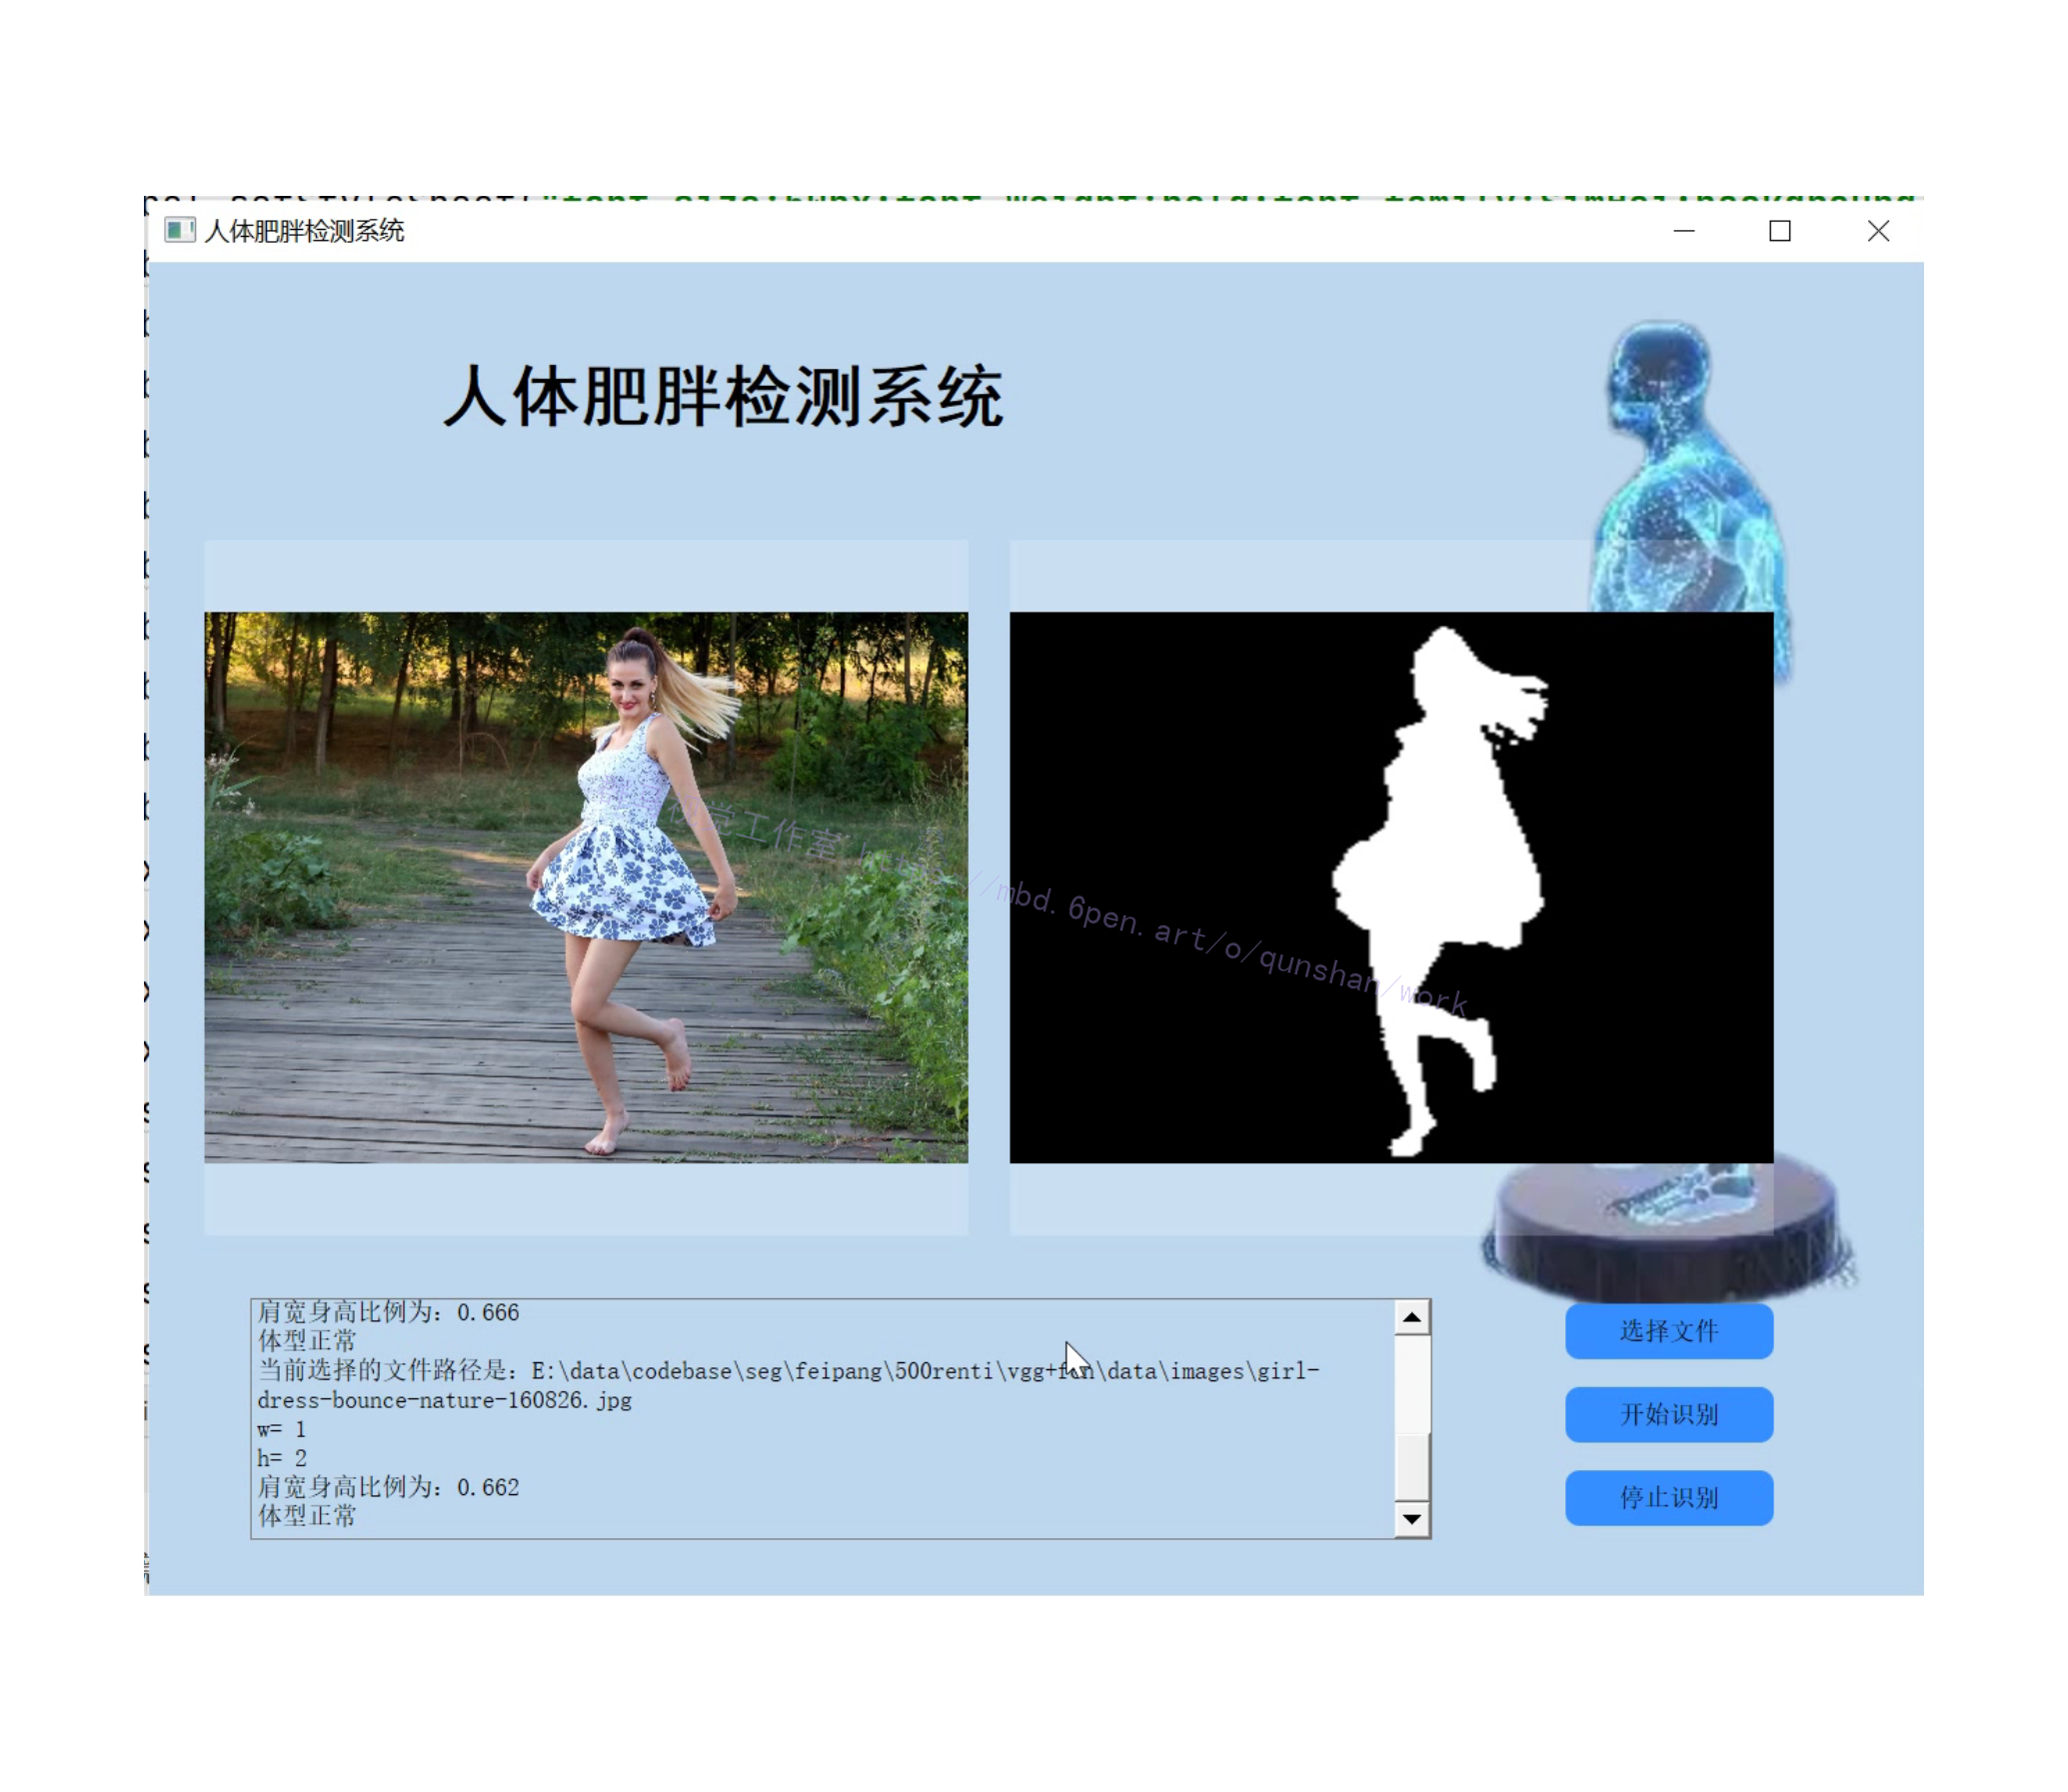 人体肥胖检测系统
人体肥胖检测系统
觉工作室 https://mbd.6pen.art/o/qunshan/work
肩宽身高比例为：0.666
体型正常
当前选择的文件路径是：E:\data\codebase\seg\feipang\500renti\vgg+fcn\data\images\girl-
dress-bounce-nature-160826.jpg
w= 1
h= 2
肩宽身高比例为：0.662
体型正常
选择文件
开始识别
停止识别